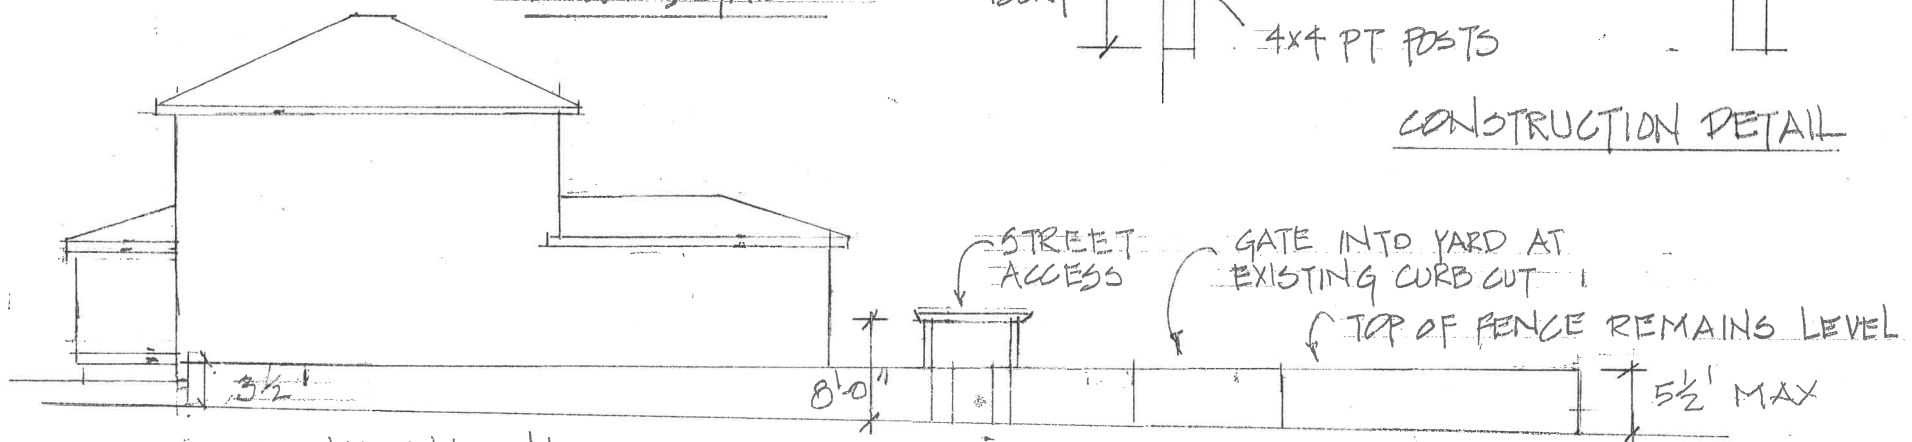 4x4 PT POSTS
CONSTRUCTION DETAIL
STREET
ACCESS
GATE INTO YARD AT
EXISTING CURB CUT
TOP OF FENCE REMAINS LEVEL
3½'
8'-0"
5½' MAX